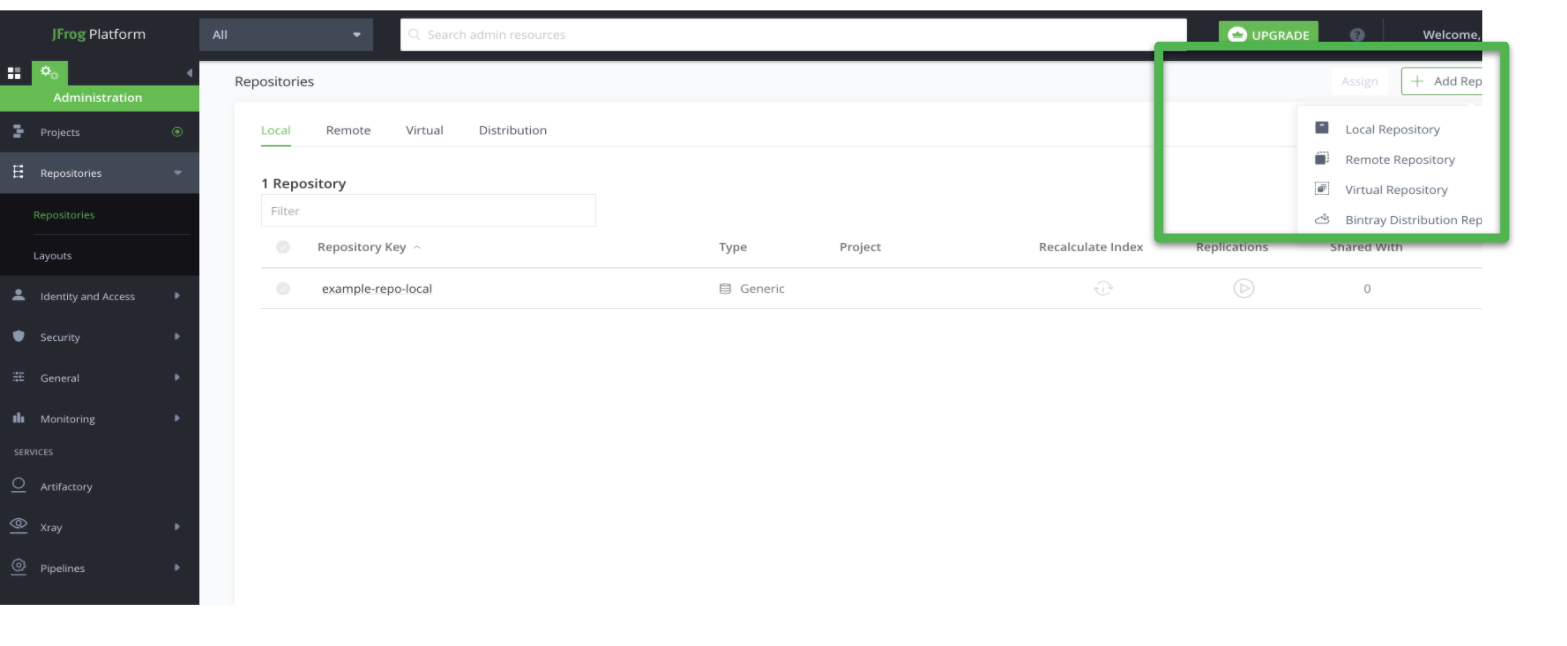 JFrog Platform
All
Search admin resources
UPGRADE
?
Welcome,
Administration
Projects
Repositories
Repositories
Layouts
Identity and Access
Security
General
Monitoring
SERVICES
Artifactory
Xray
Pipelines
Repositories
Assign
+ Add Rep
Local Repository
Remote Repository
Virtual Repository
Bintray Distribution Rep
Local Remote Virtual Distribution
1 Repository
Filter
Repository Key Type Project Recalculate Index Replications Shared With
example-repo-local Generic 0